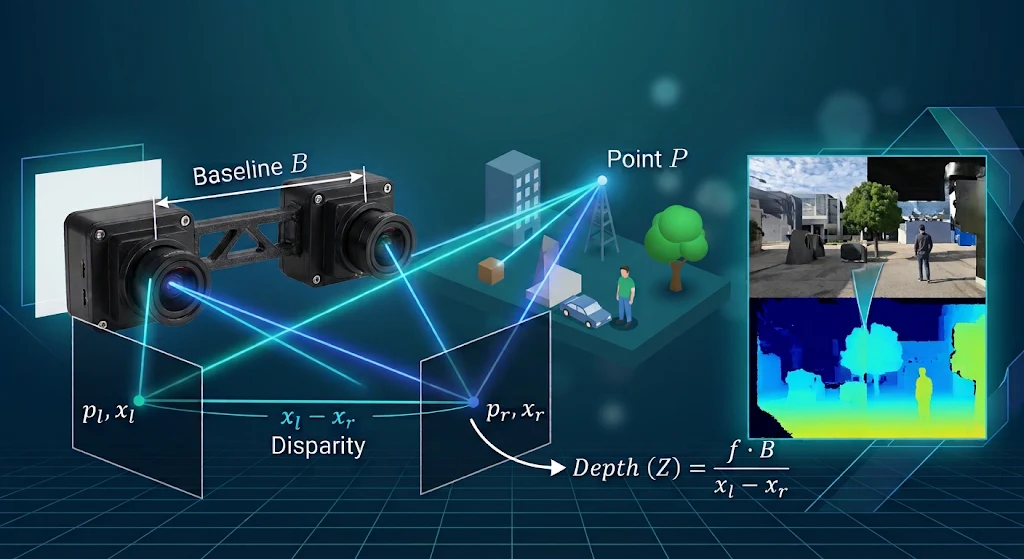 Baseline B
Point P
p_l, x_l
x_l − x_r
Disparity
p_r, x_r
Depth (Z) = f · B / x_l − x_r